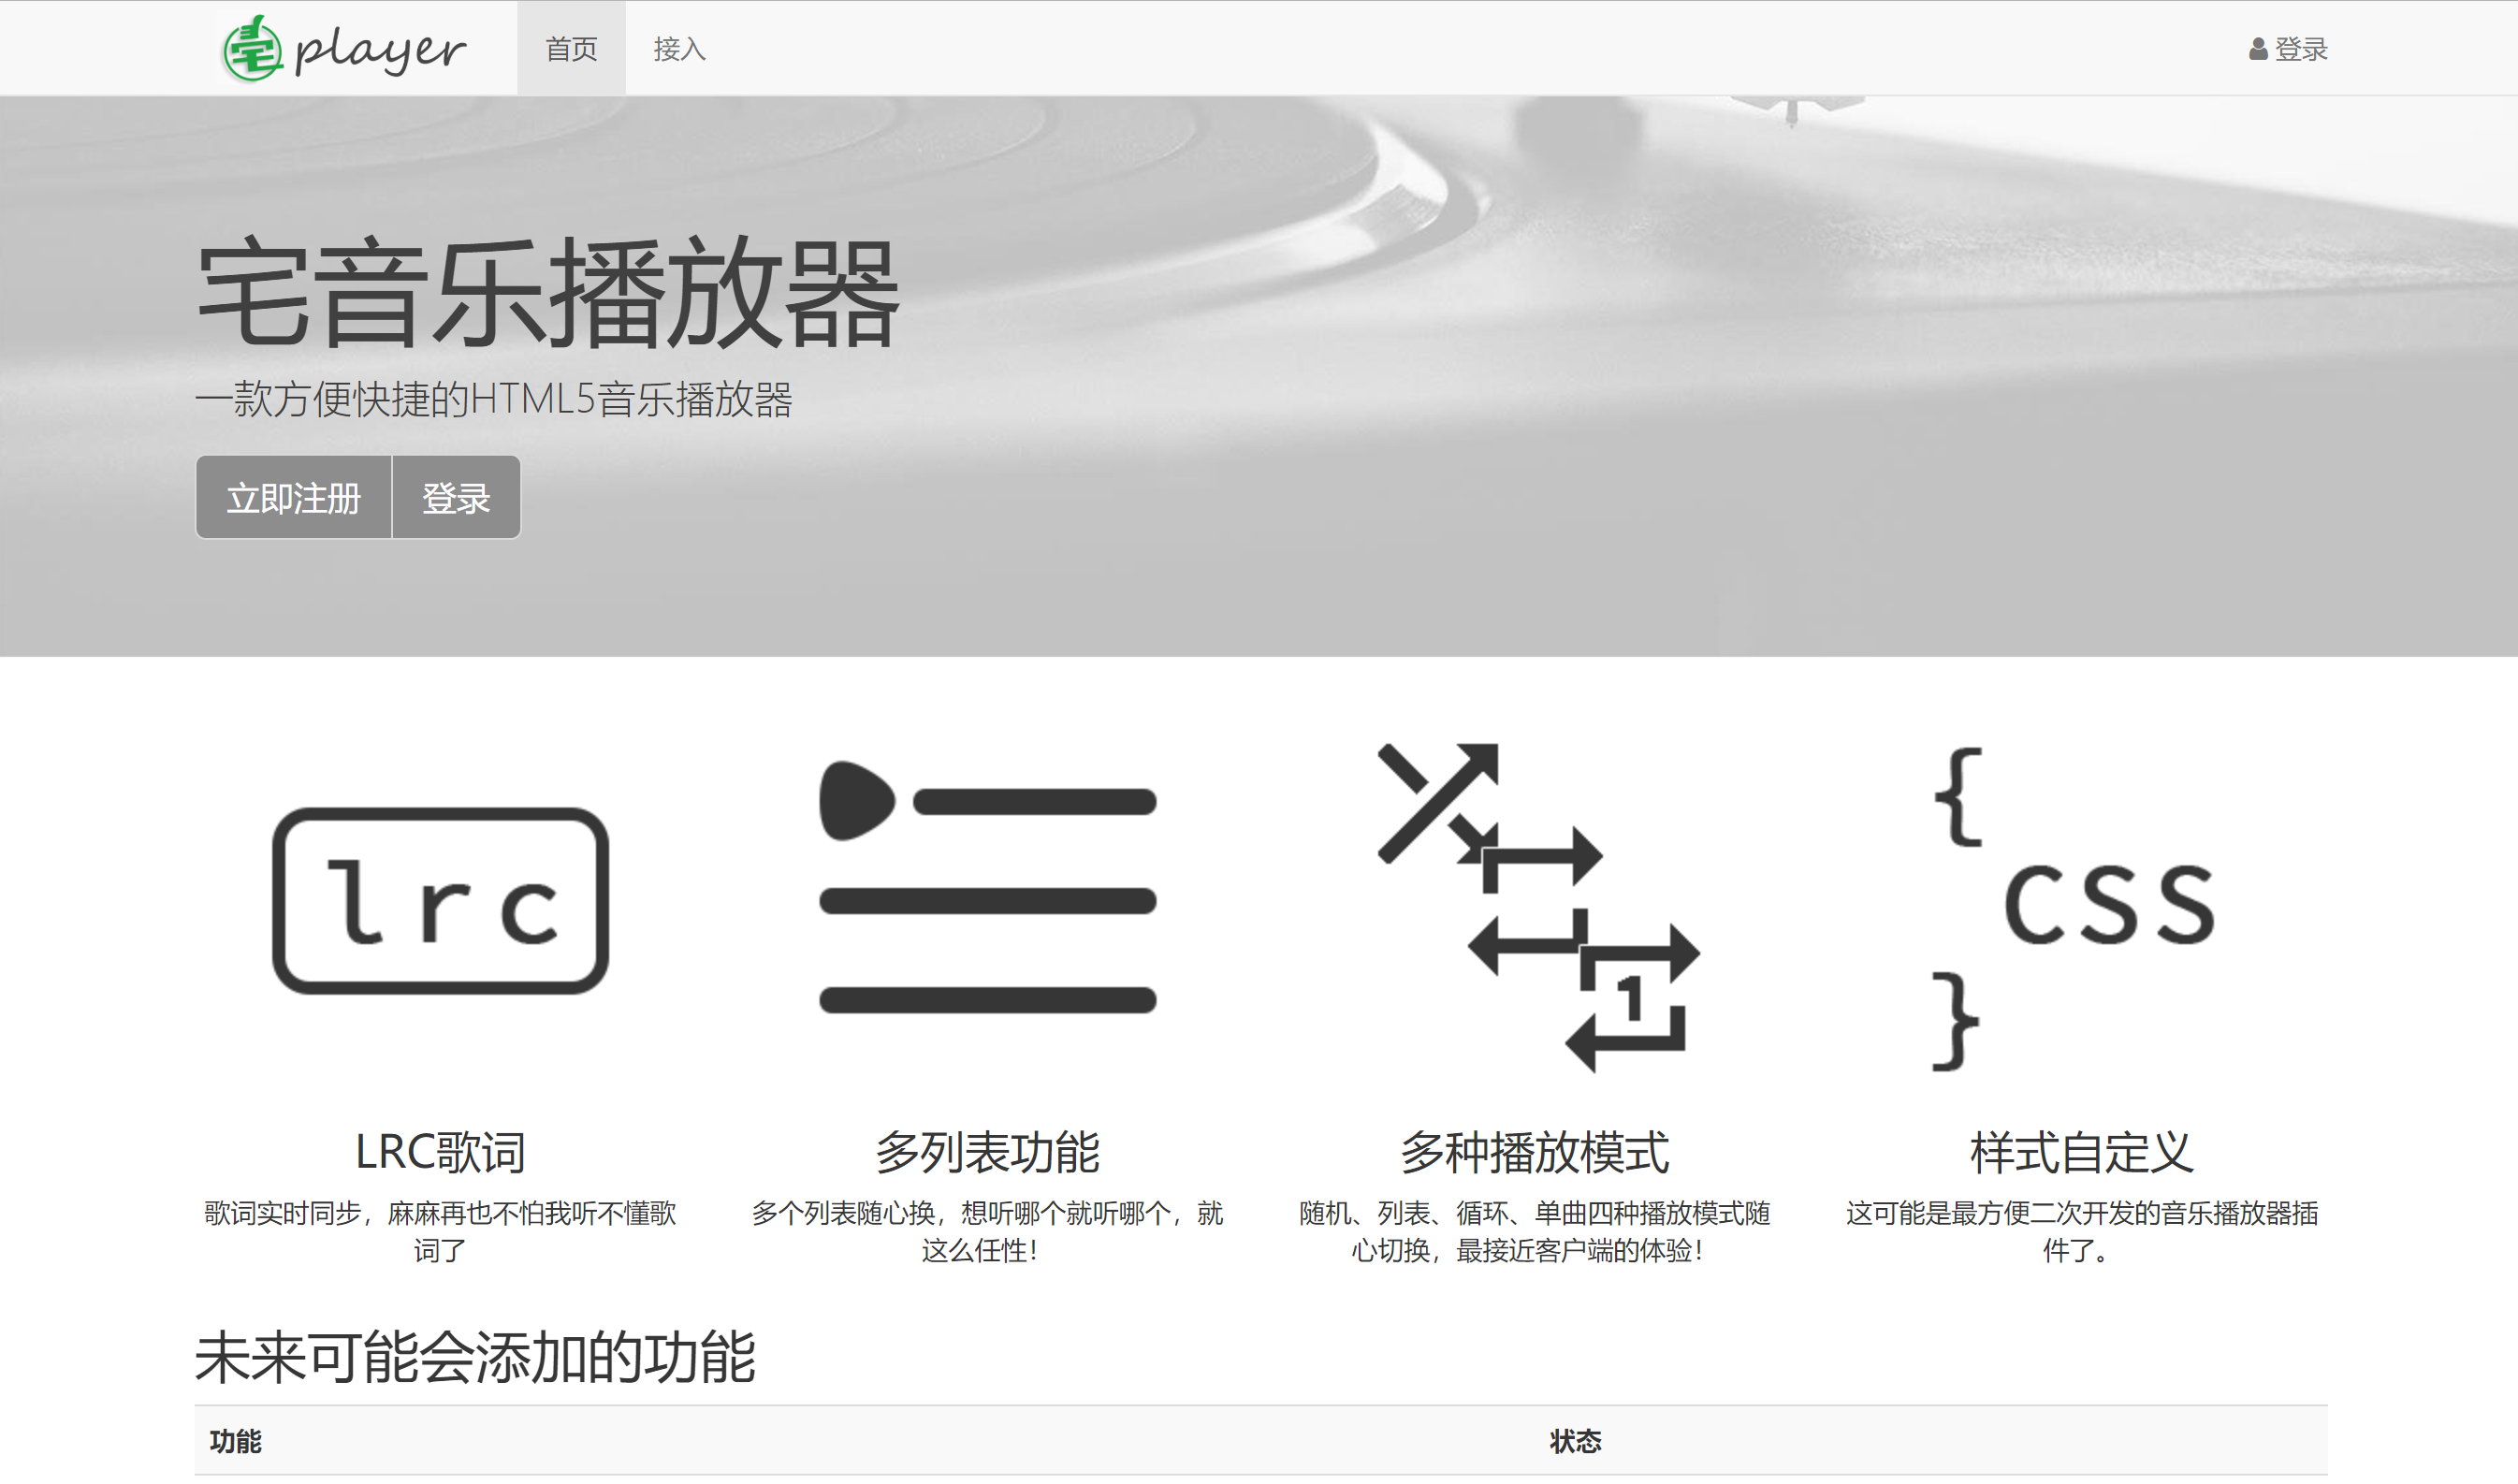 宅player
首页
接入
登录
宅音乐播放器
一款方便快捷的HTML5音乐播放器
立即注册
登录
lrc
1
{
css
}
LRC歌词
歌词实时同步，麻麻再也不怕我听不懂歌
词了
多列表功能
多个列表随心换，想听哪个就听哪个，就
这么任性！
多种播放模式
随机、列表、循环、单曲四种播放模式随
心切换，最接近客户端的体验！
样式自定义
这可能是最方便二次开发的音乐播放器插
件了。
未来可能会添加的功能
功能
状态